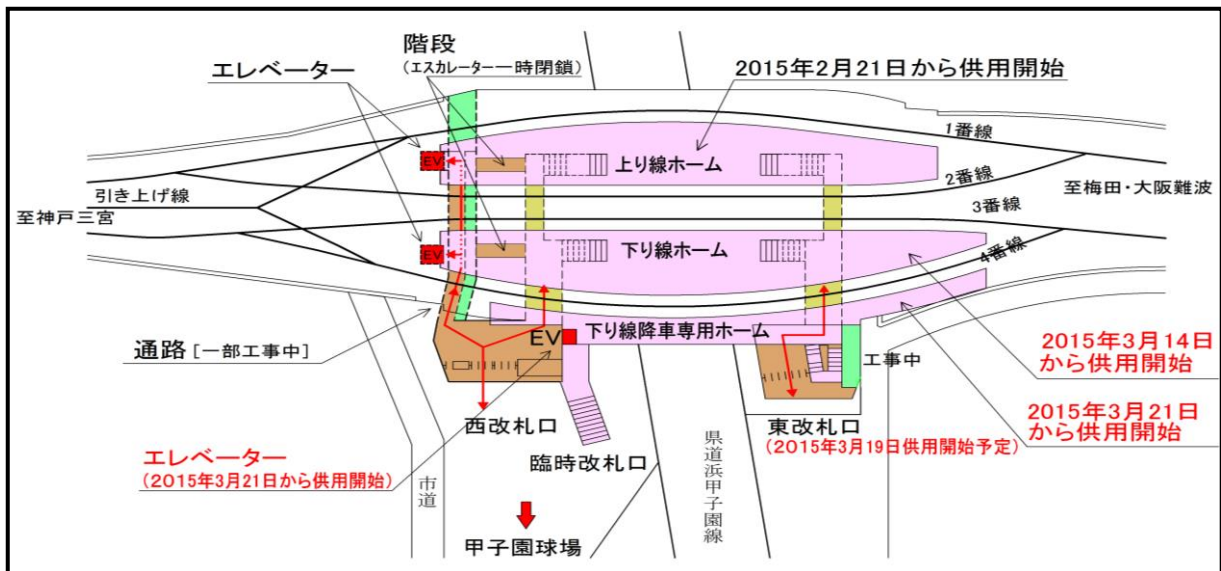 階段
(エスカレーター一時閉鎖)
エレベーター
2015年2月21日から供用開始
1番線
EV
上り線ホーム
2番線
引き上げ線
至梅田・大阪難波
至神戸三宮
3番線
EV
下り線ホーム
4番線
下り線降車専用ホーム
EV
通路 [一部工事中]
工事中
2015年3月14日
から供用開始
西改札口
東改札口
(2015年3月19日供用開始予定)
2015年3月21日
から供用開始
エレベーター
(2015年3月21日から供用開始)
臨時改札口
市道
県道浜甲子園線
甲子園球場